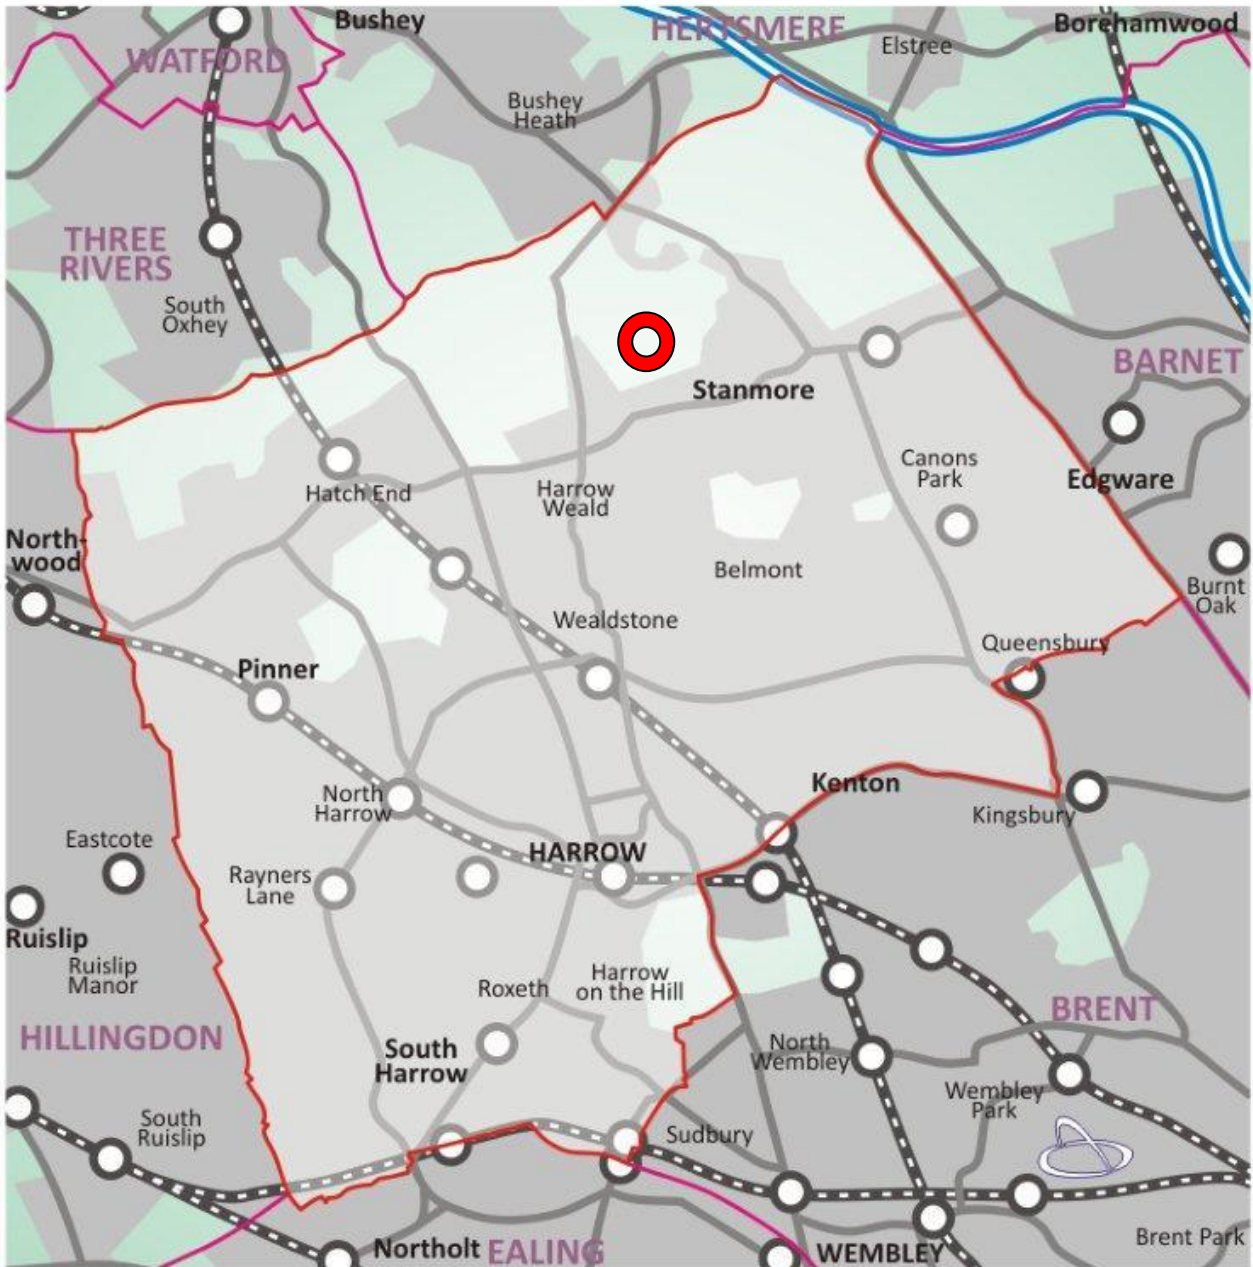 Bushey
HERTSMERE
Borehamwood
Elstree
WATFORD
Bushey
Heath
THREE
RIVERS
South
Oxhey
BARNET
Stanmore
Edgware
Canons
Park
Hatch End
Harrow
Weald
North-
wood
Belmont
Burnt
Oak
Wealdstone
Queensbury
Pinner
Kenton
North
Harrow
Kingsbury
Eastcote
HARROW
Rayners
Lane
Ruislip
Ruislip
Manor
Roxeth
Harrow
on the Hill
BRENT
HILLINGDON
South
Harrow
North
Wembley
Wembley
Park
South
Ruislip
Sudbury
Brent Park
Northolt
EALING
WEMBLEY